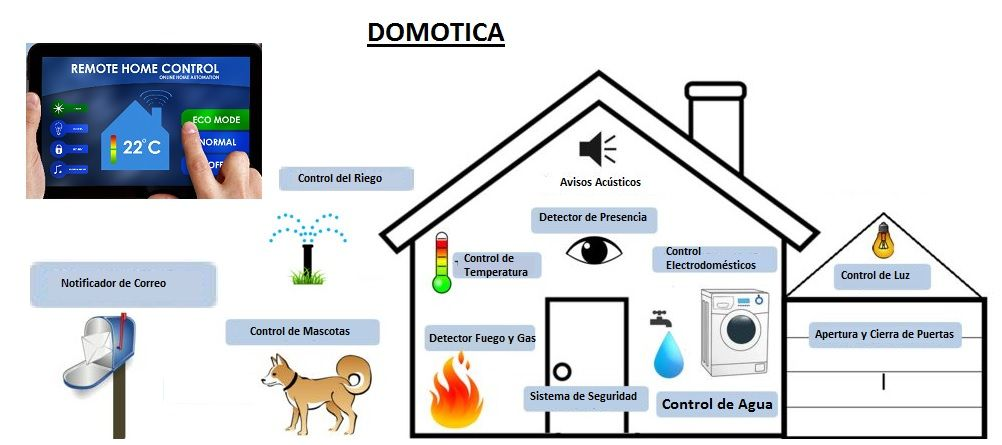 DOMOTICA
REMOTE HOME CONTROL
ONLINE HOME AUTOMATION
ECO MODE
22°C
NORMAL
OFF
Control del Riego
Avisos Acústicos
Detector de Presencia
Control de
Temperatura
Control
Electrodomésticos
Control de Luz
Notificador de Correo
Control de Mascotas
Detector Fuego y Gas
Apertura y Cierra de Puertas
Sistema de Seguridad
Control de Agua